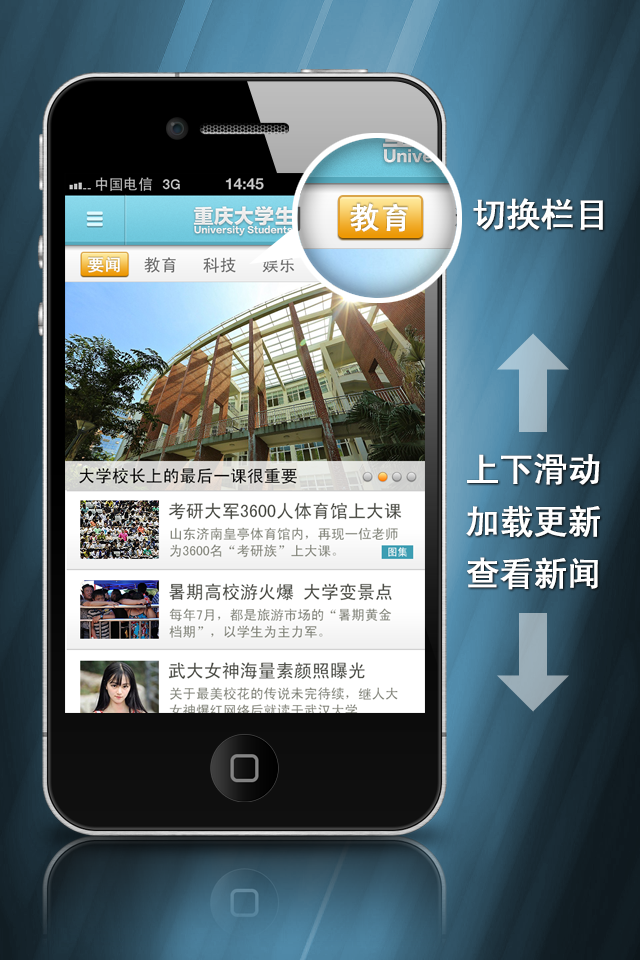 中国电信 3G 14:45
Unive
重庆大学生
University Students
教育
切换栏目
要闻 教育 科技 娱乐
大学校长上的最后一课很重要
上下滑动
加载更新
查看新闻
考研大军3600人体育馆上大课
山东济南皇亭体育馆内，再现一位老师
为3600名“考研族”上大课。
图集
暑期高校游火爆 大学变景点
每年7月，都是旅游市场的“暑期黄金
档期”，以学生为主力军。
武大女神海量素颜照曝光
关于最美校花的传说未完待续，继人大
女神爆红网络后就读于武汉大学